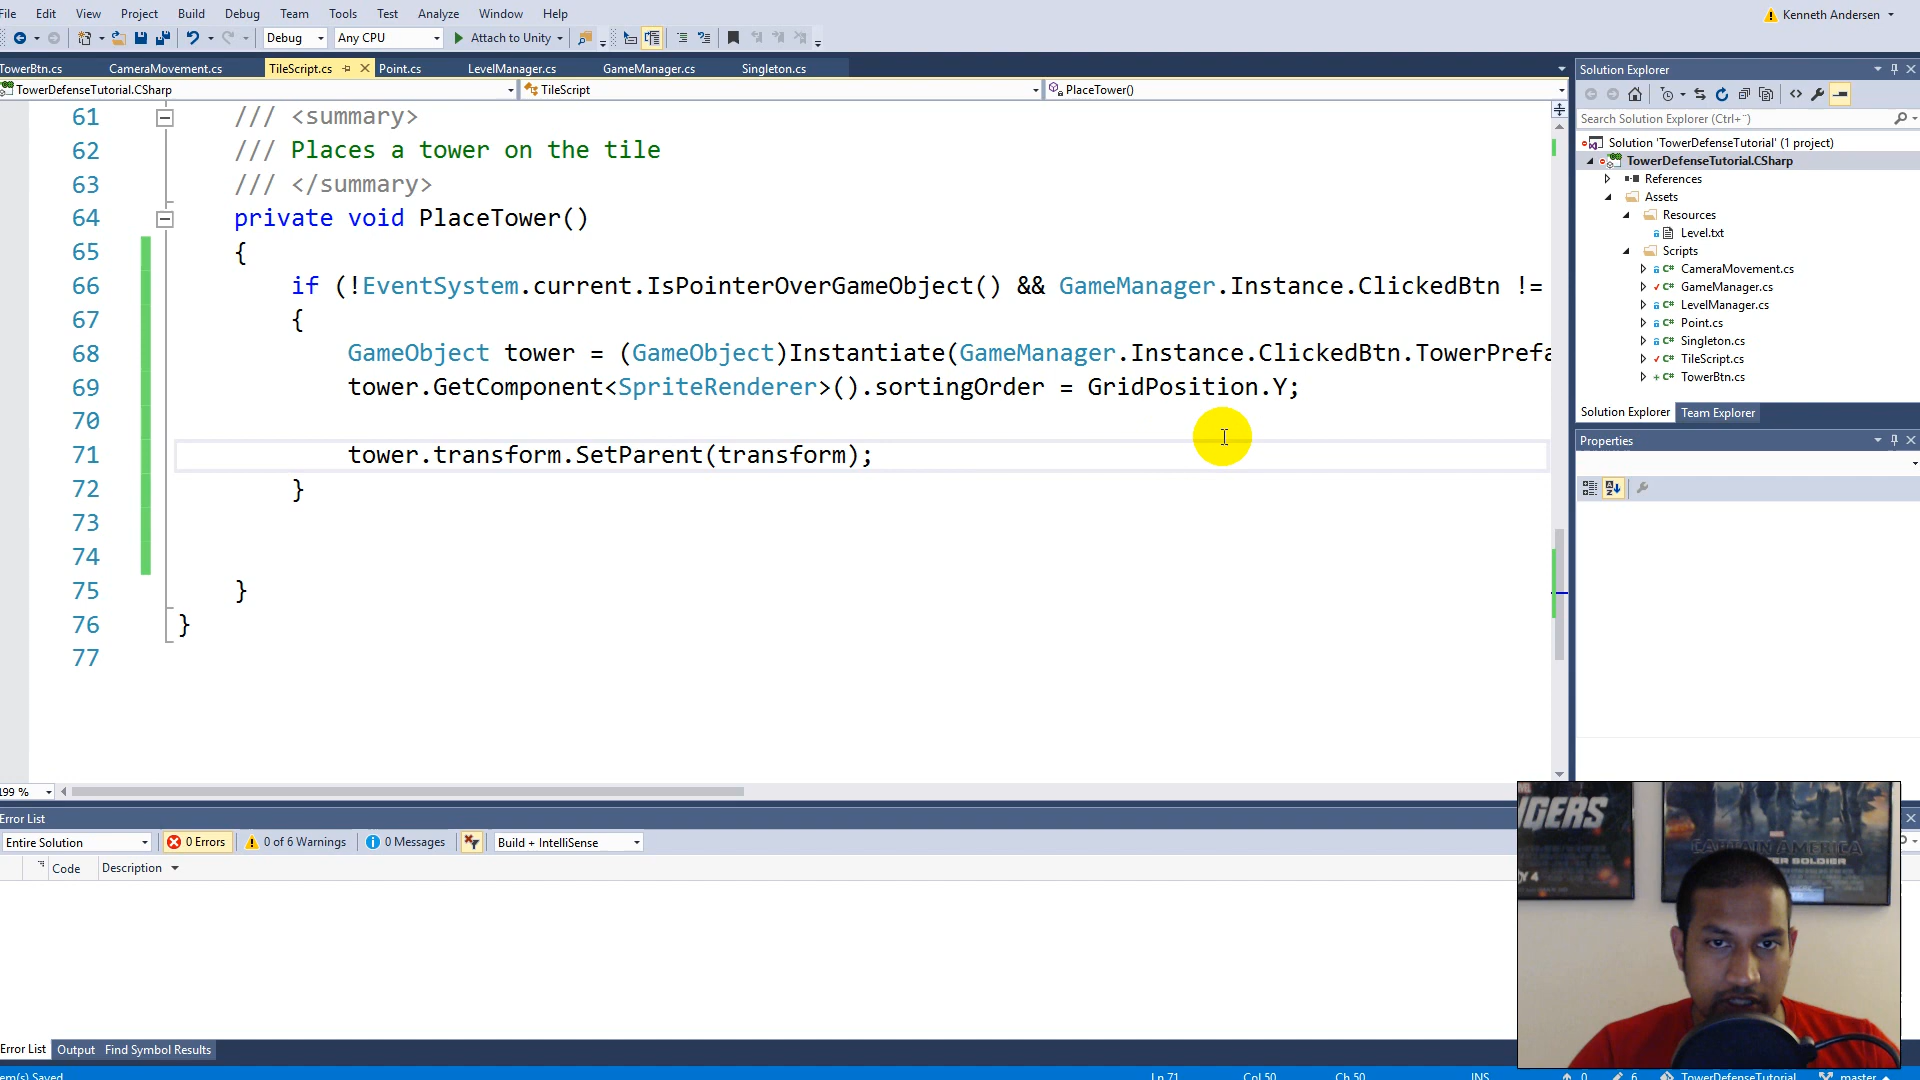 File Edit View Project Build Debug Team Tools Test Analyze Window Help
Kenneth Andersen
Debug Any CPU Attach to Unity
TowerBtn.cs CameraMovement.cs TileScript.cs Point.cs LevelManager.cs GameManager.cs Singleton.cs
TowerDefenseTutorial.CSharp TileScript PlaceTower()
61 /// <summary>
62 /// Places a tower on the tile
63 /// </summary>
64 private void PlaceTower()
65 {
66 if (!EventSystem.current.IsPointerOverGameObject() && GameManager.Instance.ClickedBtn !=
67 {
68 GameObject tower = (GameObject)Instantiate(GameManager.Instance.ClickedBtn.TowerPrefa
69 tower.GetComponent<SpriteRenderer>().sortingOrder = GridPosition.Y;
70
71 tower.transform.SetParent(transform);
72 }
73
74
75 }
76 }
77
199 %
Solution Explorer
Search Solution Explorer (Ctrl+¨)
Solution 'TowerDefenseTutorial' (1 project)
TowerDefenseTutorial.CSharp
References
Assets
Resources
Level.txt
Scripts
C# CameraMovement.cs
C# GameManager.cs
C# LevelManager.cs
C# Point.cs
C# Singleton.cs
C# TileScript.cs
C# TowerBtn.cs
Solution Explorer Team Explorer
Properties
Error List
Entire Solution 0 Errors 0 of 6 Warnings 0 Messages Build + IntelliSense
Code Description
Error List Output Find Symbol Results
em(s) Saved Ln 71 Col 50 Ch 50 INS 0 6 TowerDefenseTutorial master
CAPTAIN AMERICA